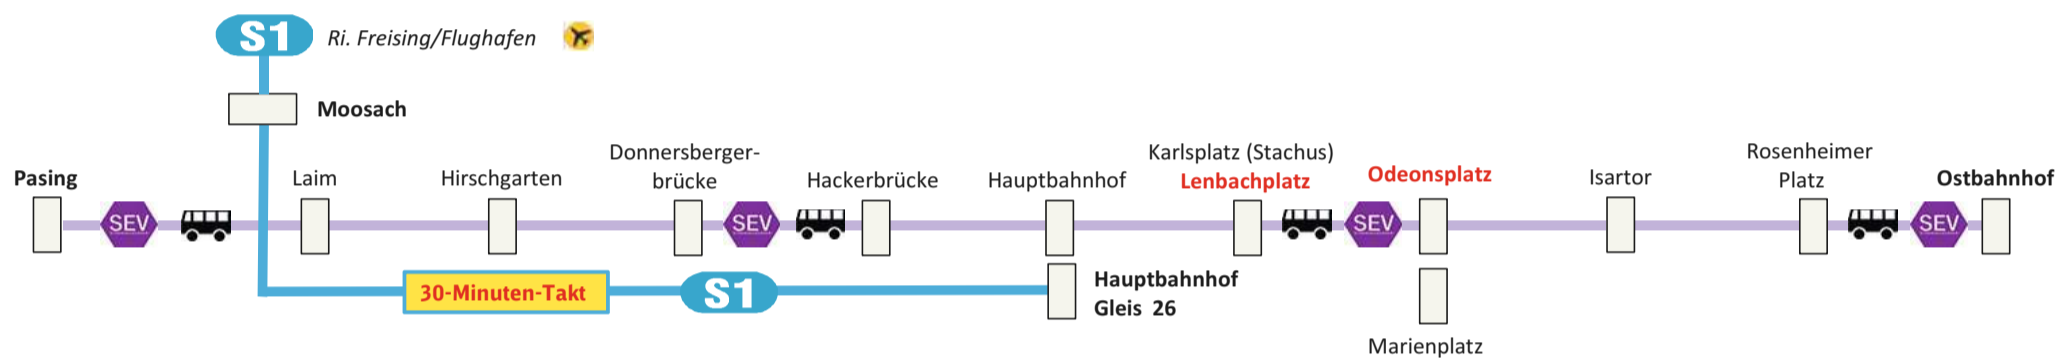 S1 Ri. Freising/Flughafen
Moosach
Pasing
SEV
Laim
Hirschgarten
Donnersberger-
brücke
SEV
Hackerbrücke
Hauptbahnhof
Karlsplatz (Stachus)
Lenbachplatz
SEV
Odeonsplatz
Isartor
Rosenheimer
Platz
SEV
Ostbahnhof
30-Minuten-Takt
S1
Hauptbahnhof
Gleis 26
Marienplatz